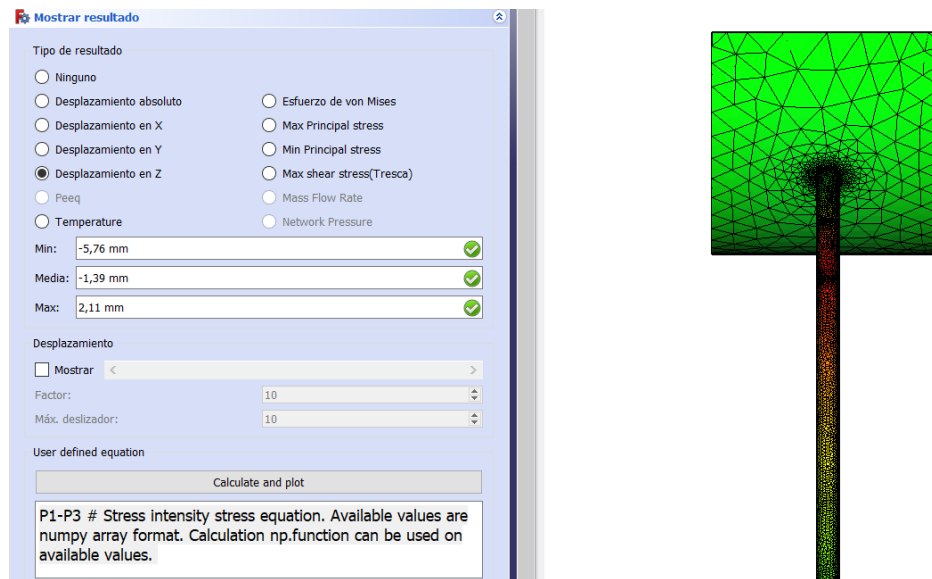 Mostrar resultado
Tipo de resultado
Ninguno
Desplazamiento absoluto
Esfuerzo de von Mises
Desplazamiento en X
Max Principal stress
Desplazamiento en Y
Min Principal stress
Desplazamiento en Z
Max shear stress(Tresca)
Peeq
Mass Flow Rate
Temperature
Network Pressure
Min: -5,76 mm
Media: -1,39 mm
Max: 2,11 mm
Desplazamiento
Mostrar
Factor: 10
Máx. deslizador: 10
User defined equation
Calculate and plot
P1-P3 # Stress intensity stress equation. Available values are
numpy array format. Calculation np.function can be used on
available values.